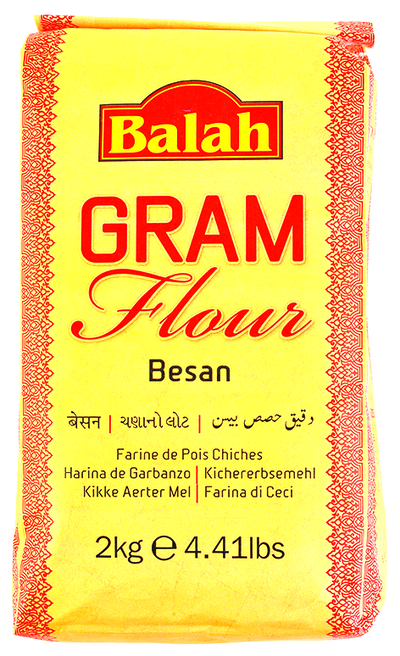 Balah
GRAM
Flour
Besan
बेसन | ચણાનો લોટ | دقيق حمص بيسن
Farine de Pois Chiches
Harina de Garbanzo | Kichererbsemehl
Kikke Aerter Mel | Farina di Ceci
2kg ℮ 4.41lbs